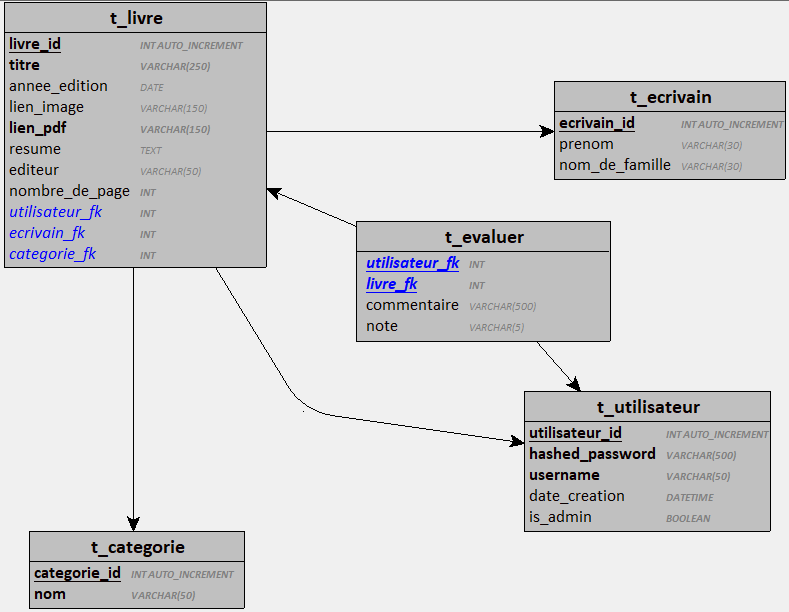 t_livre
livre_id INT AUTO_INCREMENT
titre VARCHAR(250)
annee_edition DATE
lien_image VARCHAR(150)
lien_pdf VARCHAR(150)
resume TEXT
editeur VARCHAR(50)
nombre_de_page INT
utilisateur_fk INT
ecrivain_fk INT
categorie_fk INT
t_ecrivain
ecrivain_id INT AUTO_INCREMENT
prenom VARCHAR(30)
nom_de_famille VARCHAR(30)
t_evaluer
utilisateur_fk INT
livre_fk INT
commentaire VARCHAR(500)
note VARCHAR(5)
t_utilisateur
utilisateur_id INT AUTO_INCREMENT
hashed_password VARCHAR(500)
username VARCHAR(50)
date_creation DATETIME
is_admin BOOLEAN
t_categorie
categorie_id INT AUTO_INCREMENT
nom VARCHAR(50)